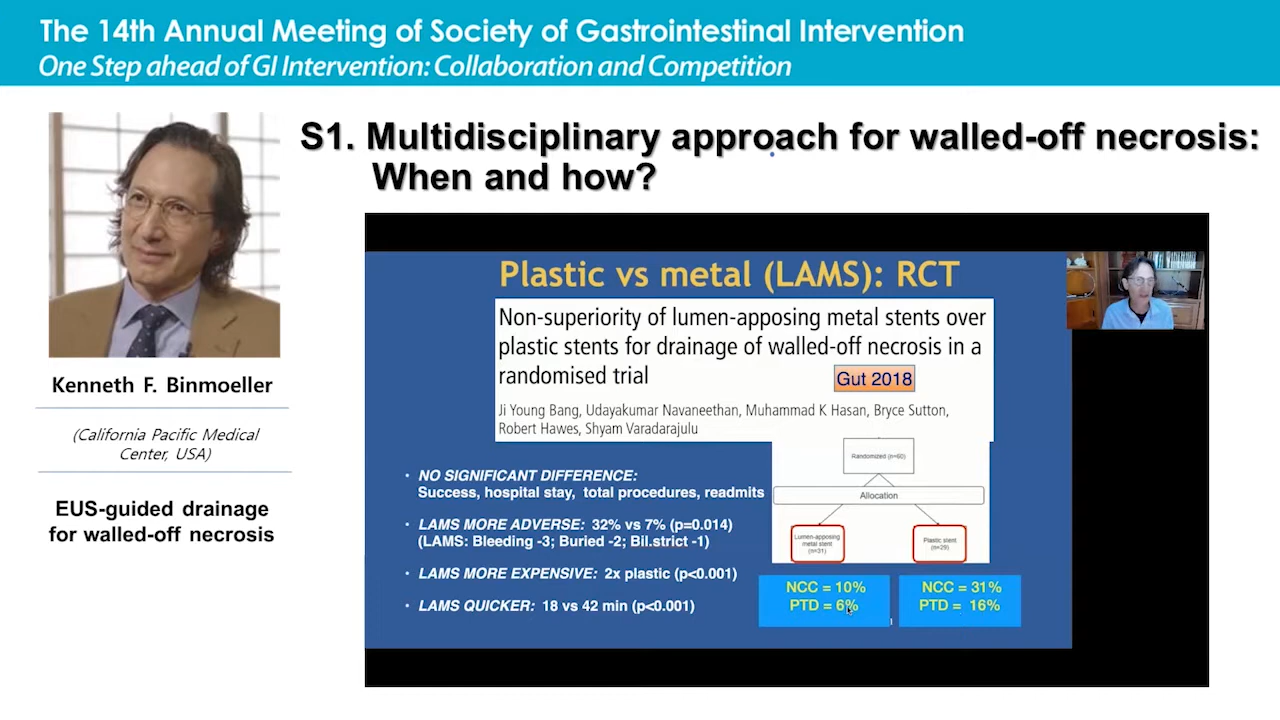 The 14th Annual Meeting of Society of Gastrointestinal Intervention
One Step ahead of GI Intervention: Collaboration and Competition
S1. Multidisciplinary approach for walled-off necrosis:
When and how?
Kenneth F. Binmoeller
(California Pacific Medical
Center, USA)
EUS-guided drainage
for walled-off necrosis
Plastic vs metal (LAMS): RCT
Non-superiority of lumen-apposing metal stents over
plastic stents for drainage of walled-off necrosis in a
randomised trial
Gut 2018
Ji Young Bang, Udayakumar Navaneethan, Muhammad K Hasan, Bryce Sutton,
Robert Hawes, Shyam Varadarajulu
• NO SIGNIFICANT DIFFERENCE:
Success, hospital stay, total procedures, readmits
• LAMS MORE ADVERSE: 32% vs 7% (p=0.014)
(LAMS: Bleeding -3; Buried -2; Bil.strict -1)
• LAMS MORE EXPENSIVE: 2x plastic (p<0.001)
• LAMS QUICKER: 18 vs 42 min (p<0.001)
Randomized (n=60)
Allocation
Lumen-apposing
metal stent
(n=31)
Plastic stent
(n=29)
NCC = 10%
PTD = 6%
NCC = 31%
PTD = 16%